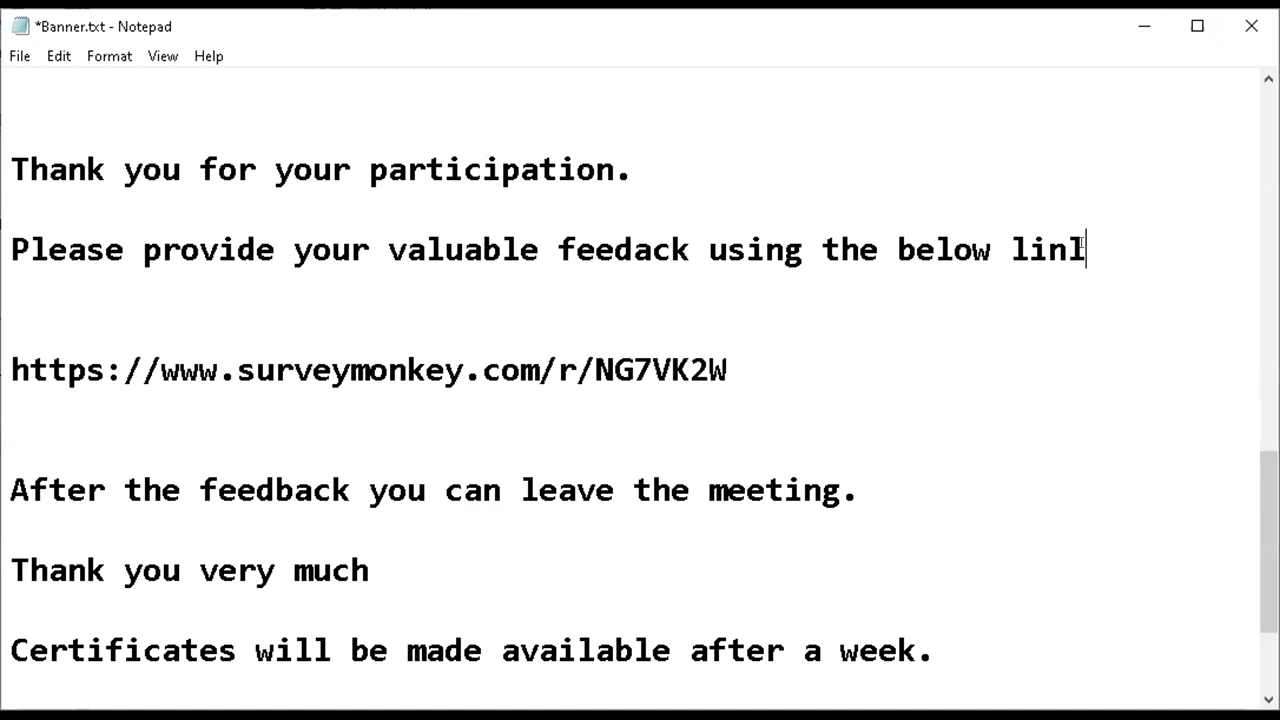 *Banner.txt - Notepad
File Edit Format View Help
Thank you for your participation.
Please provide your valuable feedack using the below linl
https://www.surveymonkey.com/r/NG7VK2W
After the feedback you can leave the meeting.
Thank you very much
Certificates will be made available after a week.